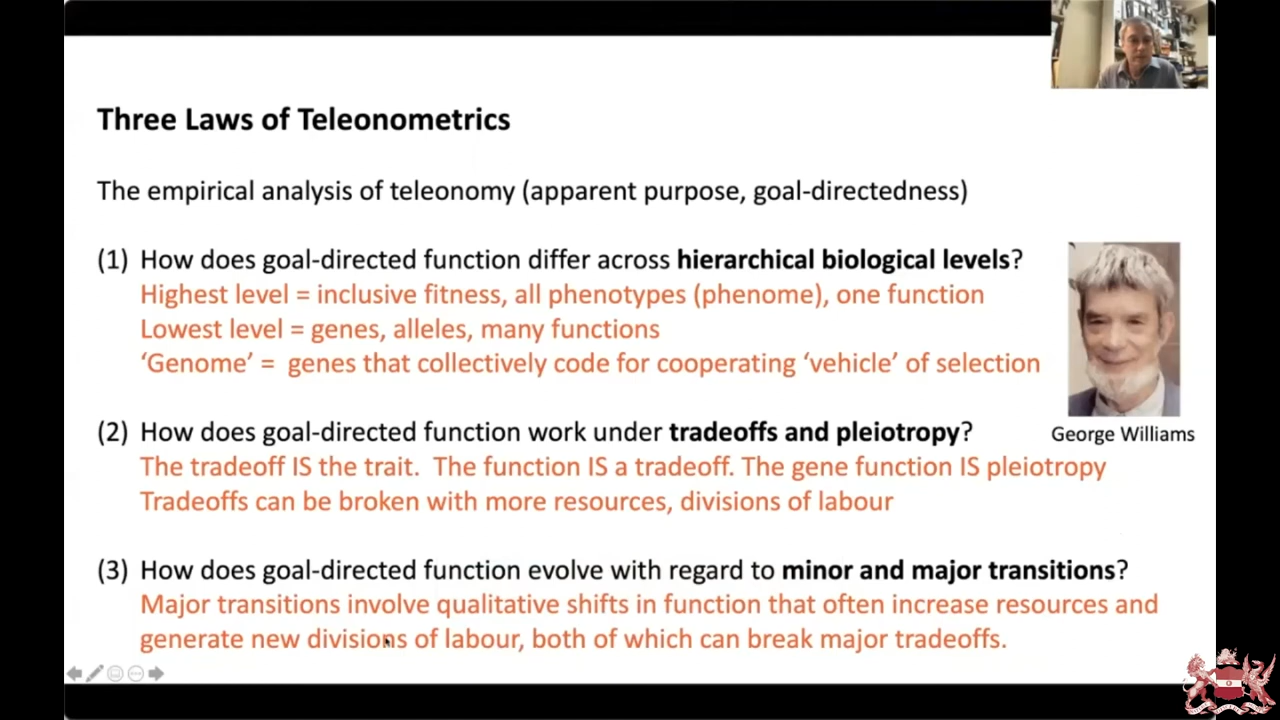 Three Laws of Teleonometrics
The empirical analysis of teleonomy (apparent purpose, goal-directedness)
(1) How does goal-directed function differ across hierarchical biological levels?
Highest level = inclusive fitness, all phenotypes (phenome), one function
Lowest level = genes, alleles, many functions
‘Genome’ = genes that collectively code for cooperating ‘vehicle’ of selection
George Williams
(2) How does goal-directed function work under tradeoffs and pleiotropy?
The tradeoff IS the trait. The function IS a tradeoff. The gene function IS pleiotropy
Tradeoffs can be broken with more resources, divisions of labour
(3) How does goal-directed function evolve with regard to minor and major transitions?
Major transitions involve qualitative shifts in function that often increase resources and
generate new divisions of labour, both of which can break major tradeoffs.